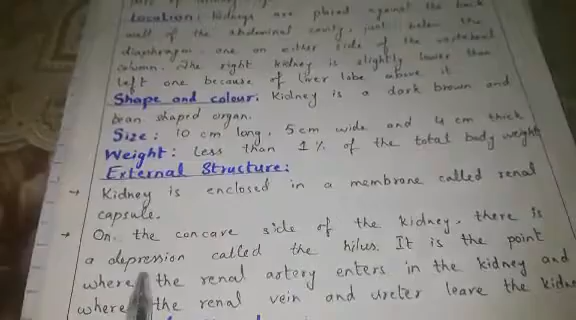 Location: Kidneys are placed against the back
wall of the abdominal cavity, just below the
diaphragm, one on either side of the vertebral
column. The right kidney is slightly lower than
left one because of liver lobe above it
Shape and colour: Kidney is a dark brown and
bean shaped organ.
Size: 10 cm long, 5 cm wide and 4 cm thick
Weight: Less than 1% of the total body weight
External Structure:
→ Kidney is enclosed in a membrane called renal
capsule.
→ On the concave side of the kidney, there is
a depression called the hilus. It is the point
where the renal artery enters in the kidney and
where the renal vein and ureter leave the kidn